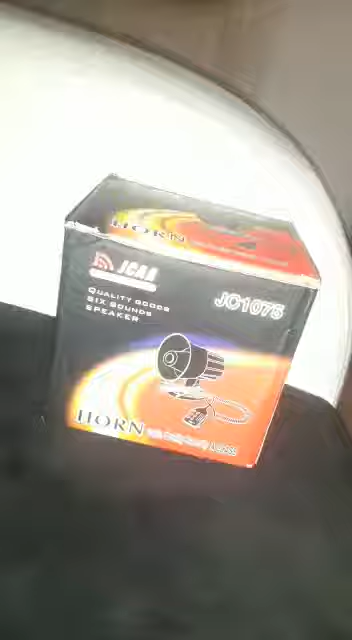 HORN
JCAA
QUALITY GOODS
SIX SOUNDS
SPEAKER
JC1075
HORN